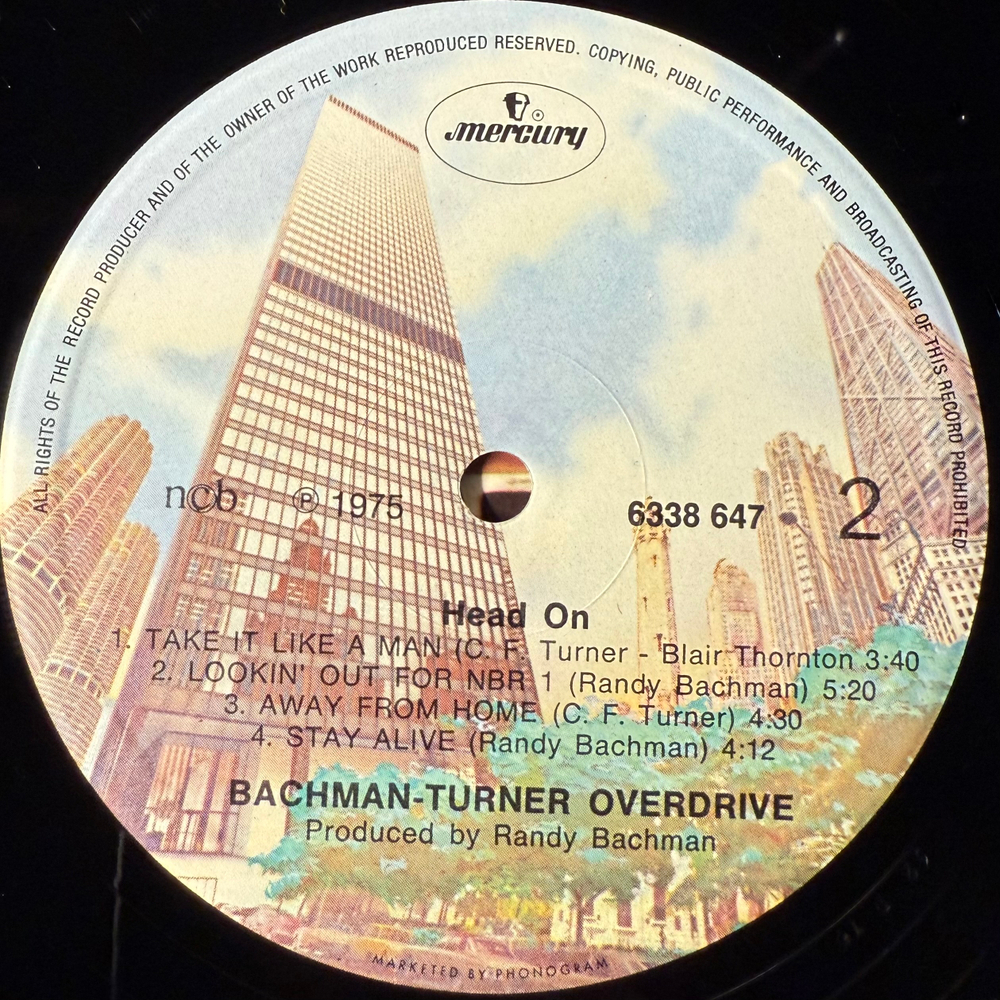 ALL RIGHTS OF THE RECORD PRODUCER AND OF THE OWNER OF THE WORK REPRODUCED RESERVED. COPYING, PUBLIC PERFORMANCE AND BROADCASTING OF THIS RECORD PROHIBITED
mercury
ncb ℗ 1975 6338 647 2
Head On
1. TAKE IT LIKE A MAN (C. F. Turner - Blair Thornton 3:40
2. LOOKIN' OUT FOR NBR 1 (Randy Bachman) 5:20
3. AWAY FROM HOME (C. F. Turner) 4:30
4. STAY ALIVE (Randy Bachman) 4:12
BACHMAN-TURNER OVERDRIVE
Produced by Randy Bachman
MARKETED BY PHONOGRAM